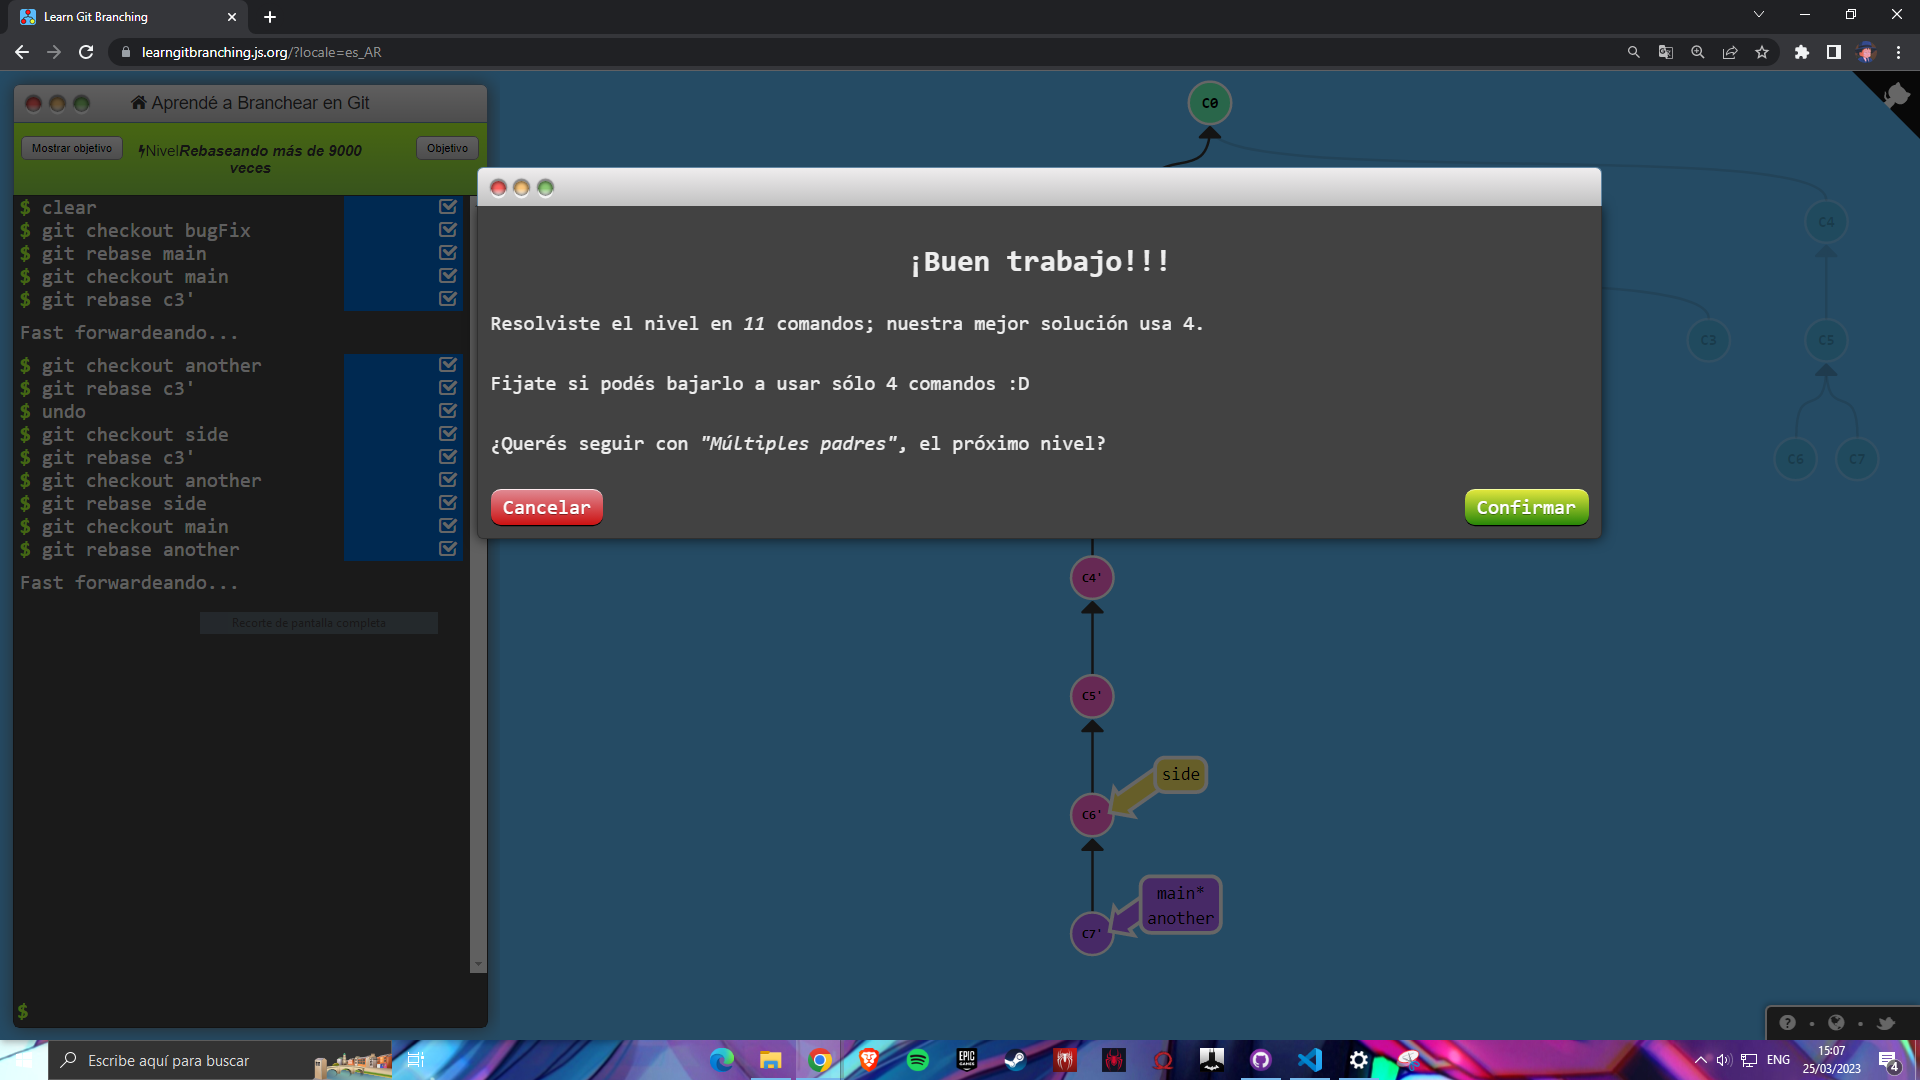 Learn Git Branching
learngitbranching.js.org/?locale=es_AR
Aprendé a Branchear en Git
Mostrar objetivo
NivelRebaseando más de 9000
veces
Objetivo
$ clear
$ git checkout bugFix
$ git rebase main
$ git checkout main
$ git rebase c3'
Fast forwardeando...
$ git checkout another
$ git rebase c3'
$ undo
$ git checkout side
$ git rebase c3'
$ git checkout another
$ git rebase side
$ git checkout main
$ git rebase another
Fast forwardeando...
Recorte de pantalla completa
$
C0
C4
C3
C5
C6
C7
¡Buen trabajo!!!
Resolviste el nivel en 11 comandos; nuestra mejor solución usa 4.
Fijate si podés bajarlo a usar sólo 4 comandos :D
¿Querés seguir con "Múltiples padres", el próximo nivel?
Cancelar
Confirmar
C4'
C5'
side
C6'
main*
another
C7'
Escribe aquí para buscar
EPIC
GAMES
ENG
15:07
25/03/2023
4